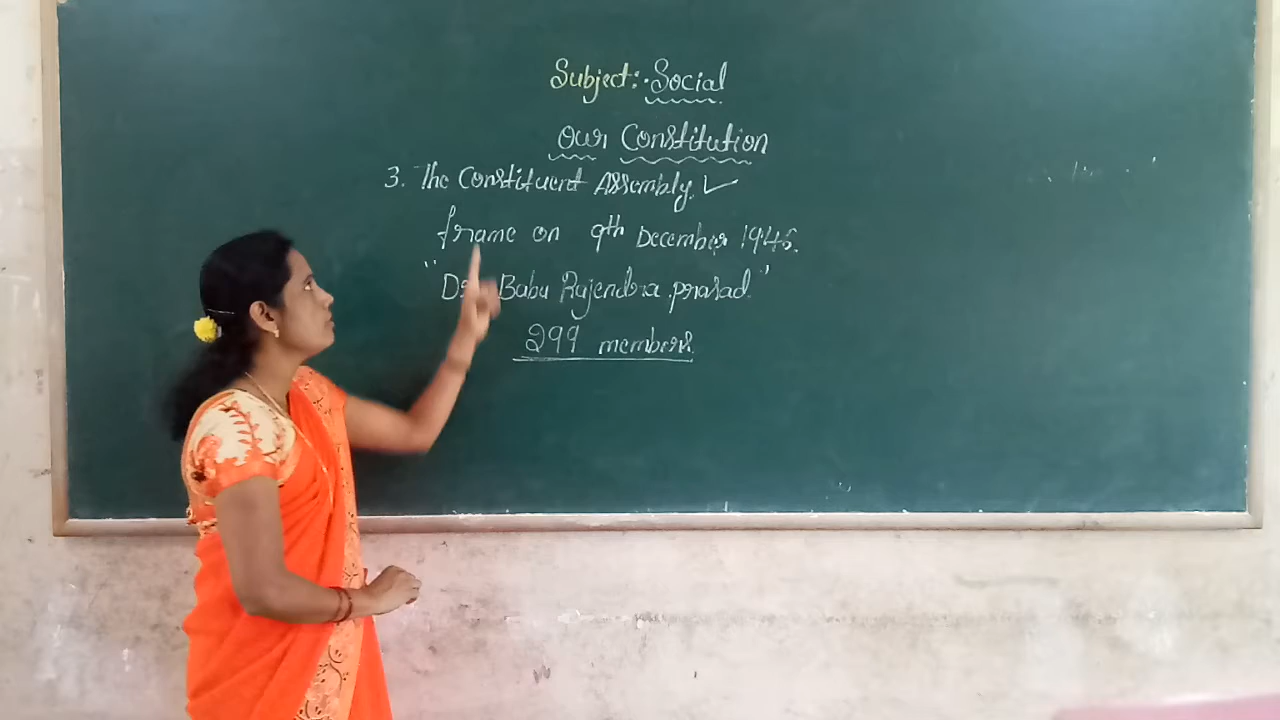 Subject: Social
Our Constitution
3. The Constituent Assembly. ✓
frame on 9th December 1946.
"Dr. Babu Rajendra prasad"
299 members